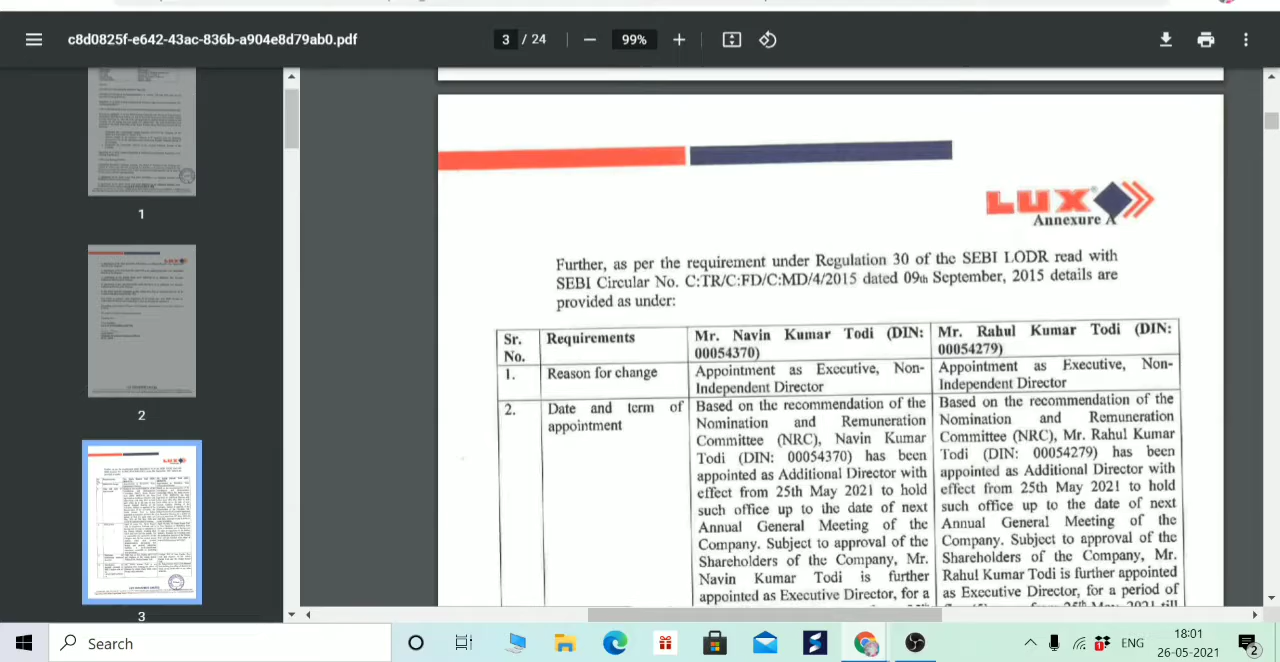 c8d0825f-e642-43ac-836b-a904e8d79ab0.pdf
3 / 24
99%
1
2
3
LUX
Annexure A
Further, as per the requirement under Regulation 30 of the SEBI LODR read with
SEBI Circular No. C:TR/C:FD/C:MD/4/2015 dated 09th September, 2015 details are
provided as under:
Sr. No.
Requirements
Mr. Navin Kumar Todi (DIN:
00054370)
Mr. Rahul Kumar Todi (DIN:
00054279)
1.
Reason for change
Appointment as Executive, Non-
Independent Director
Appointment as Executive, Non-
Independent Director
2.
Date and term of
appointment
Based on the recommendation of the
Nomination and Remuneration
Committee (NRC), Navin Kumar
Todi (DIN: 00054370) has been
appointed as Additional Director with
effect from 25th May 2021 to hold
such office up to the date of next
Annual General Meeting of the
Company. Subject to approval of the
Shareholders of the Company, Mr.
Navin Kumar Todi is further
appointed as Executive Director, for a
Based on the recommendation of the
Nomination and Remuneration
Committee (NRC), Mr. Rahul Kumar
Todi (DIN: 00054279) has been
appointed as Additional Director with
effect from 25th May 2021 to hold
such office up to the date of next
Annual General Meeting of the
Company. Subject to approval of the
Shareholders of the Company, Mr.
Rahul Kumar Todi is further appointed
as Executive Director, for a period of
Search
ENG
18:01
26-05-2021
2